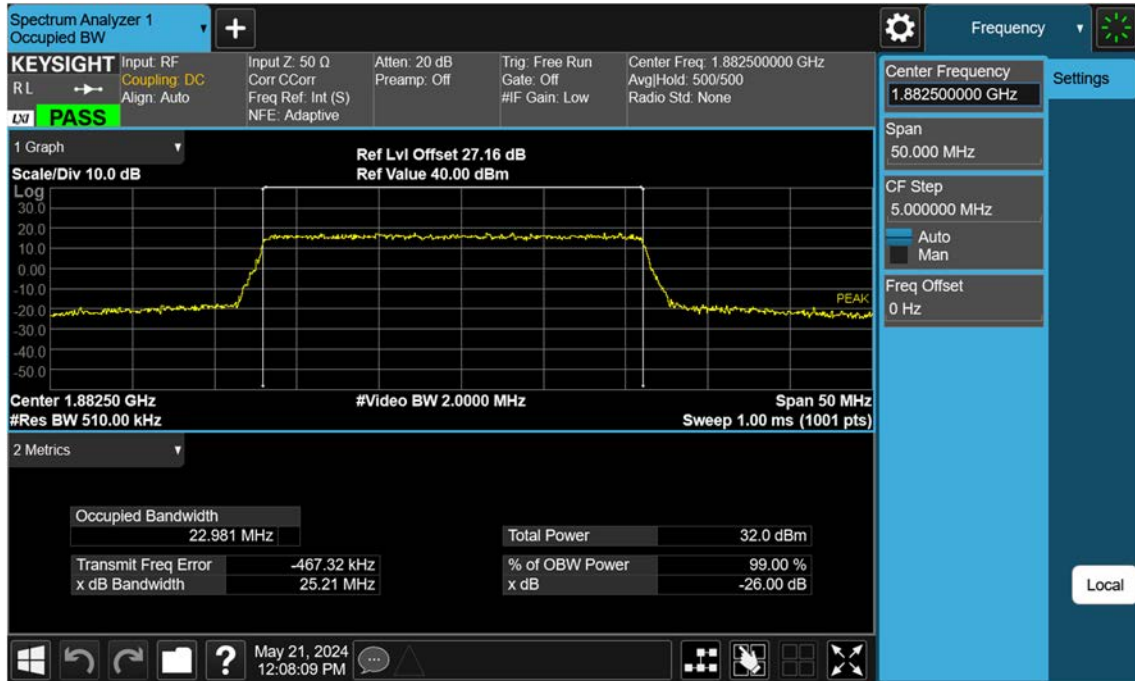 Spectrum Analyzer 1
Occupied BW
+
Frequency
KEYSIGHT
R L
LXI PASS
Input: RF
Coupling: DC
Align: Auto
Input Z: 50 Ω
Corr CCorr
Freq Ref: Int (S)
NFE: Adaptive
Atten: 20 dB
Preamp: Off
Trig: Free Run
Gate: Off
#IF Gain: Low
Center Freq: 1.882500000 GHz
Avg|Hold: 500/500
Radio Std: None
Center Frequency
1.882500000 GHz
Settings
Span
50.000 MHz
CF Step
5.000000 MHz
Auto
Man
Freq Offset
0 Hz
Local
1 Graph
Scale/Div 10.0 dB
Ref Lvl Offset 27.16 dB
Ref Value 40.00 dBm
Log
30.0
20.0
10.0
0.00
-10.0
-20.0
-30.0
-40.0
-50.0
PEAK
Center 1.88250 GHz
#Video BW 2.0000 MHz
Span 50 MHz
#Res BW 510.00 kHz
Sweep 1.00 ms (1001 pts)
2 Metrics
Occupied Bandwidth
22.981 MHz
Total Power 32.0 dBm
Transmit Freq Error -467.32 kHz
% of OBW Power 99.00 %
x dB Bandwidth 25.21 MHz
x dB -26.00 dB
?
May 21, 2024
12:08:09 PM